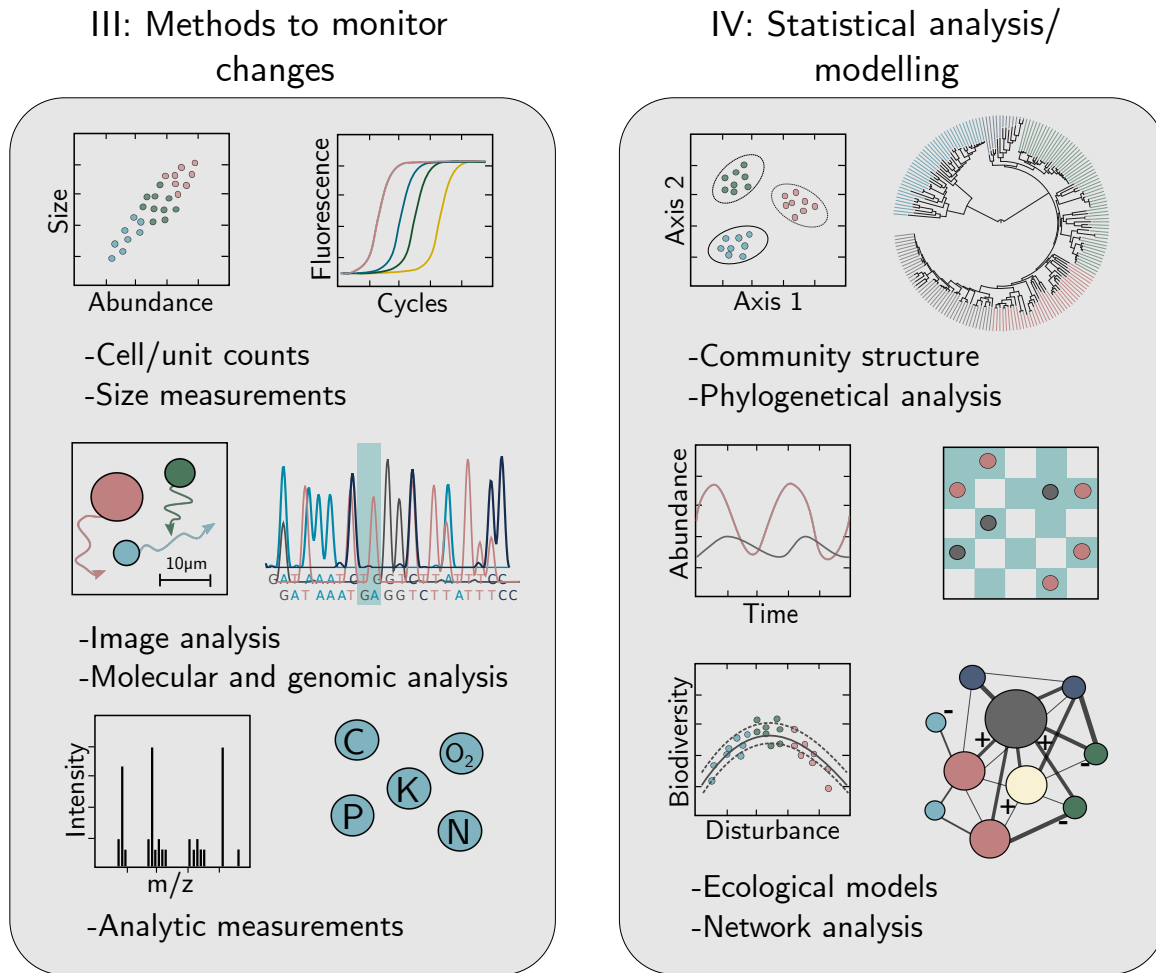 III: Methods to monitor
changes
Size
Abundance
Fluorescence
Cycles
-Cell/unit counts
-Size measurements
10μm
GATAAATCTGGTCTTATTTCC
GATAAATGAGGTCTTATTTCC
-Image analysis
-Molecular and genomic analysis
Intensity
m/z
C
O₂
K
P
N
-Analytic measurements
IV: Statistical analysis/
modelling
Axis 2
Axis 1
-Community structure
-Phylogenetical analysis
Abundance
Time
Biodiversity
Disturbance
-
+
+
-
+
-
-Ecological models
-Network analysis